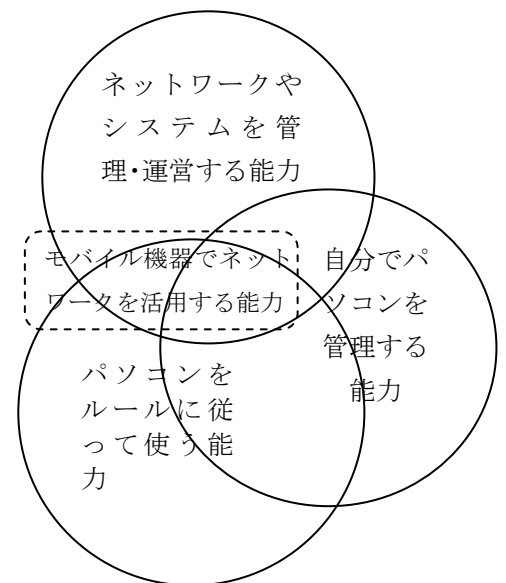 ネットワークや
システムを管
理・運営する能力
モバイル機器でネット
ワークを活用する能力
自分でパ
ソコンを
管理する
能力
パソコンを
ルールに従
って使う能
力